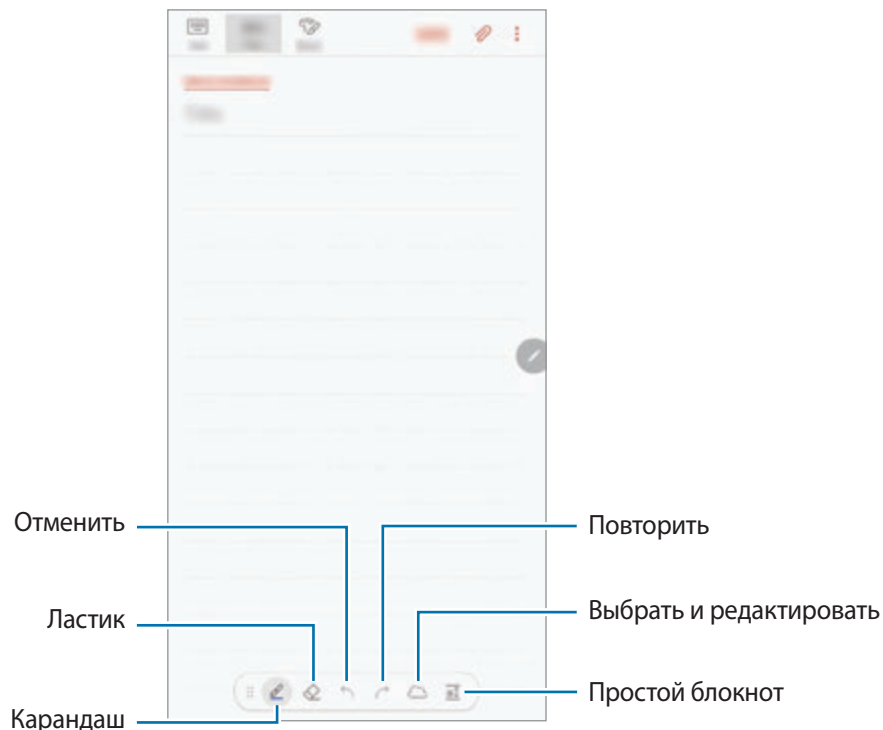 Отменить
Повторить
Выбрать и редактировать
Ластик
Простой блокнот
Карандаш